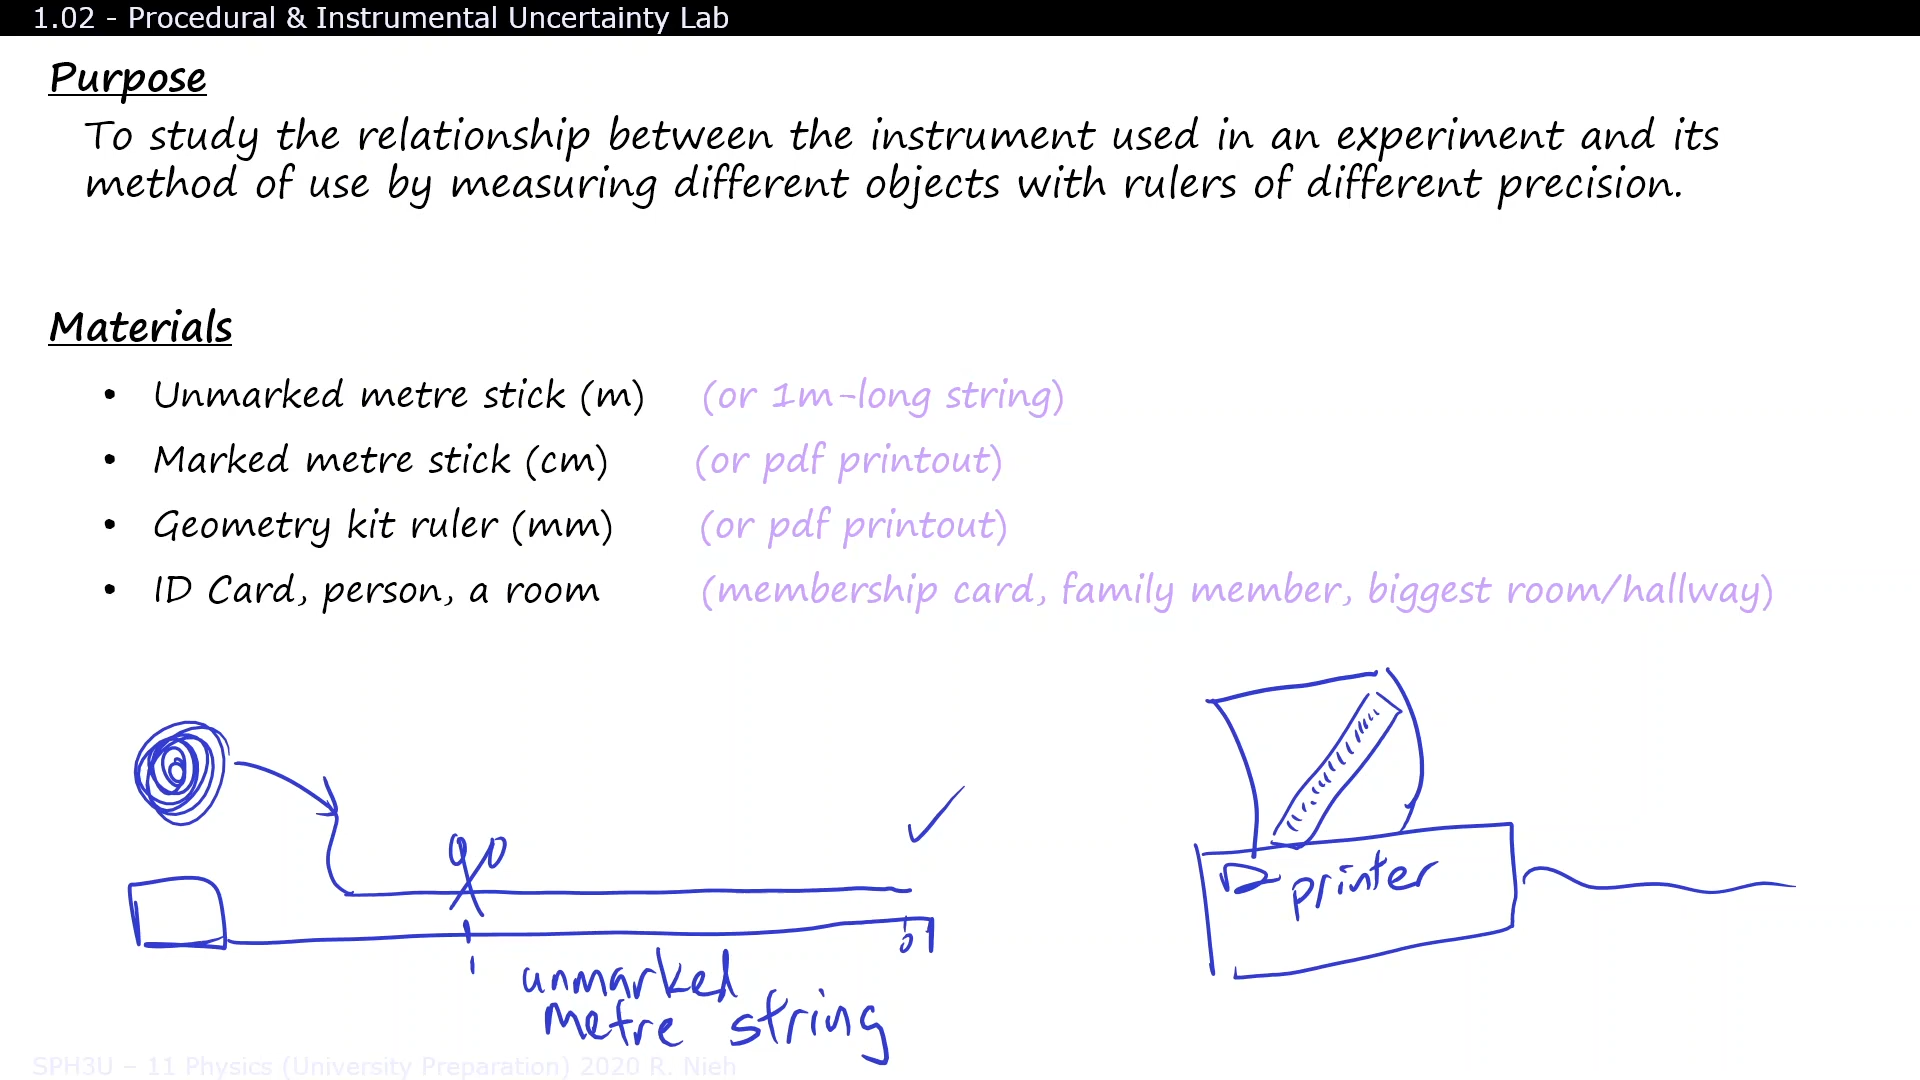 1.02 - Procedural & Instrumental Uncertainty Lab
Purpose
To study the relationship between the instrument used in an experiment and its
method of use by measuring different objects with rulers of different precision.
Materials
• Unmarked metre stick (m) (or 1m-long string)
• Marked metre stick (cm) (or pdf printout)
• Geometry kit ruler (mm) (or pdf printout)
• ID Card, person, a room (membership card, family member, biggest room/hallway)
printer
0
unmarked
metre string
SPH3U – 11 Physics (University Preparation) 2020 R. Nieh